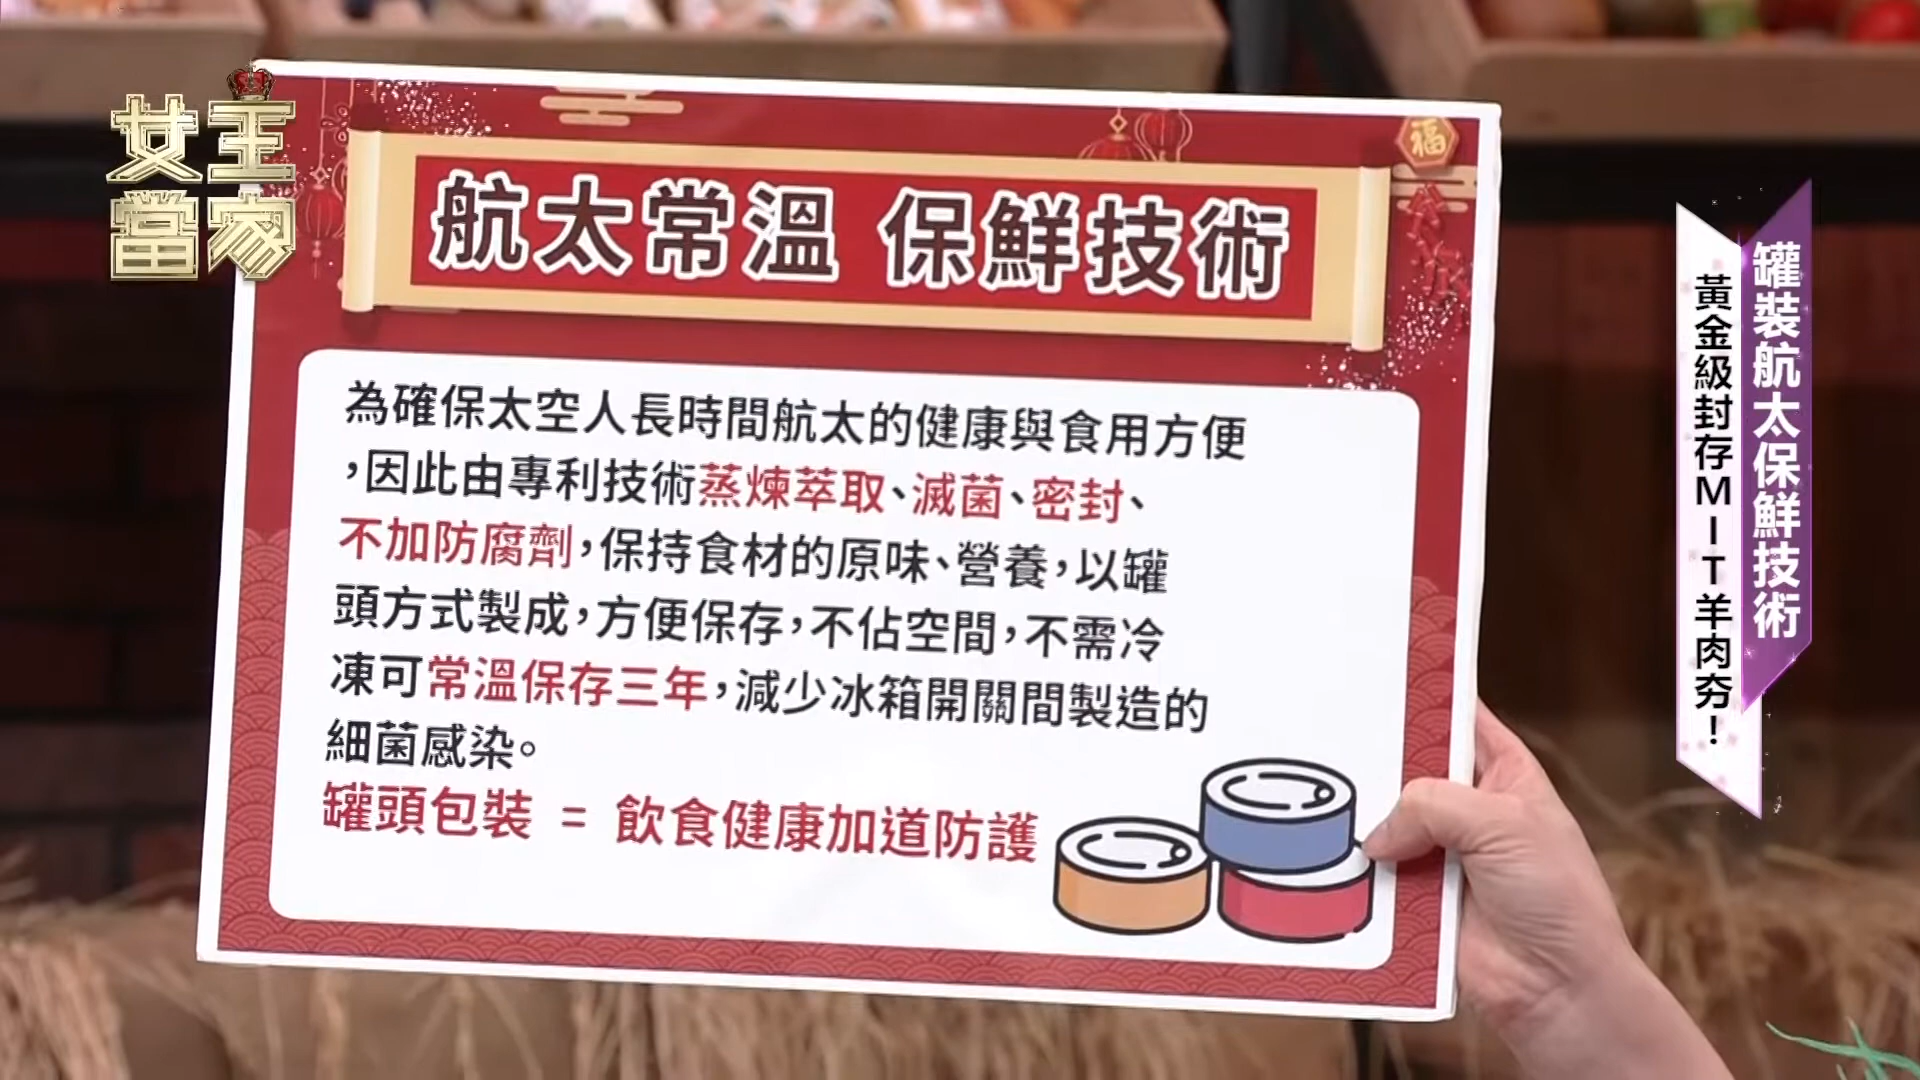 女王
當家
福
航太常溫 保鮮技術
為確保太空人長時間航太的健康與食用方便
,因此由專利技術蒸煉萃取、滅菌、密封、
不加防腐劑,保持食材的原味、營養,以罐
頭方式製成,方便保存,不佔空間,不需冷
凍可常溫保存三年,減少冰箱開關間製造的
細菌感染。
罐頭包裝 = 飲食健康加道防護
罐裝航太保鮮技術
黃金級封存MIT羊肉夯!